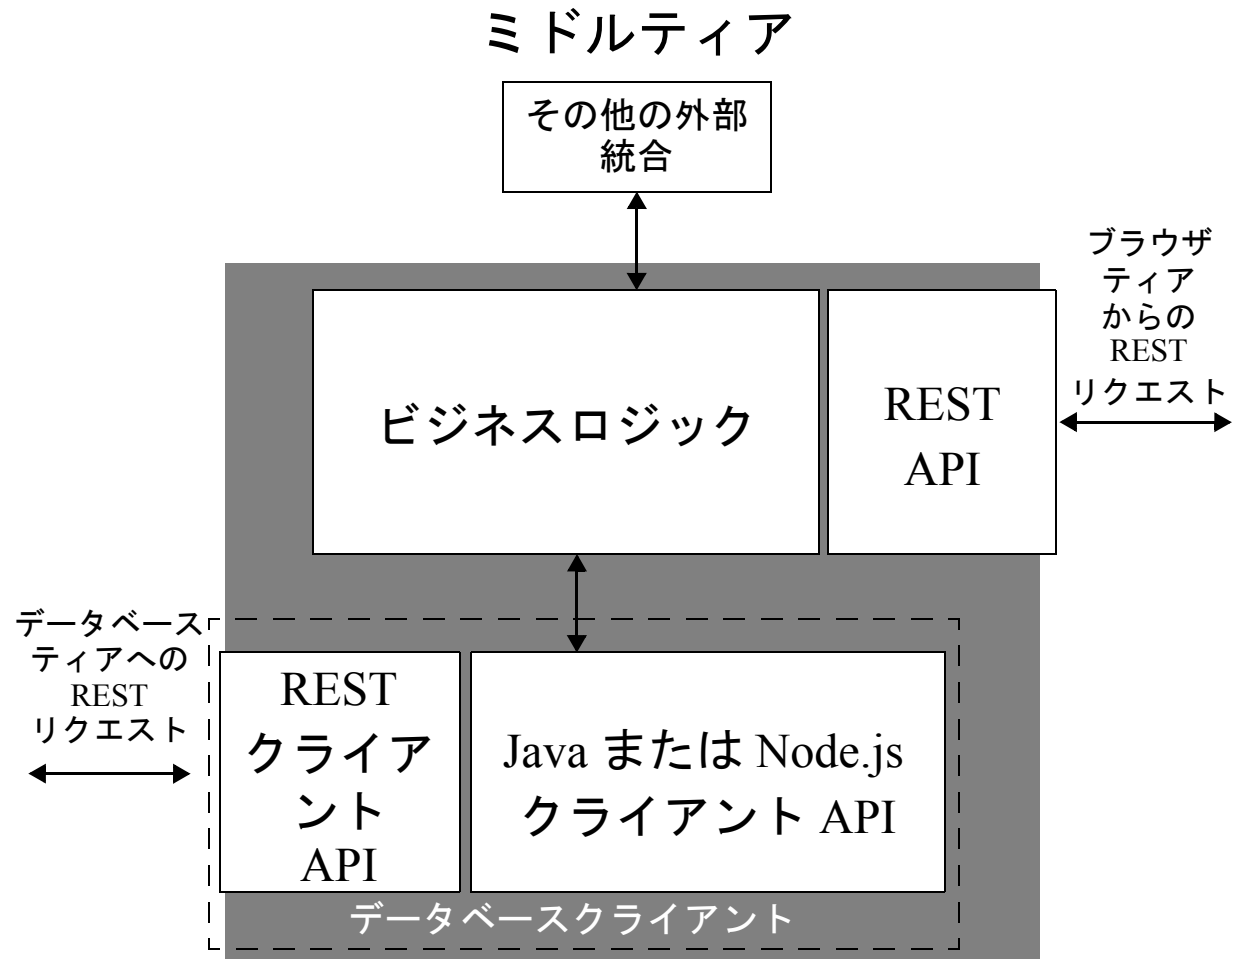 ミドルティア
その他の外部
統合
ブラウザ
ティア
からの
REST
リクエスト
ビジネスロジック
REST
API
データベース
ティアへの
REST
リクエスト
REST
クライア
ント
API
Java または Node.js
クライアント API
データベースクライアント